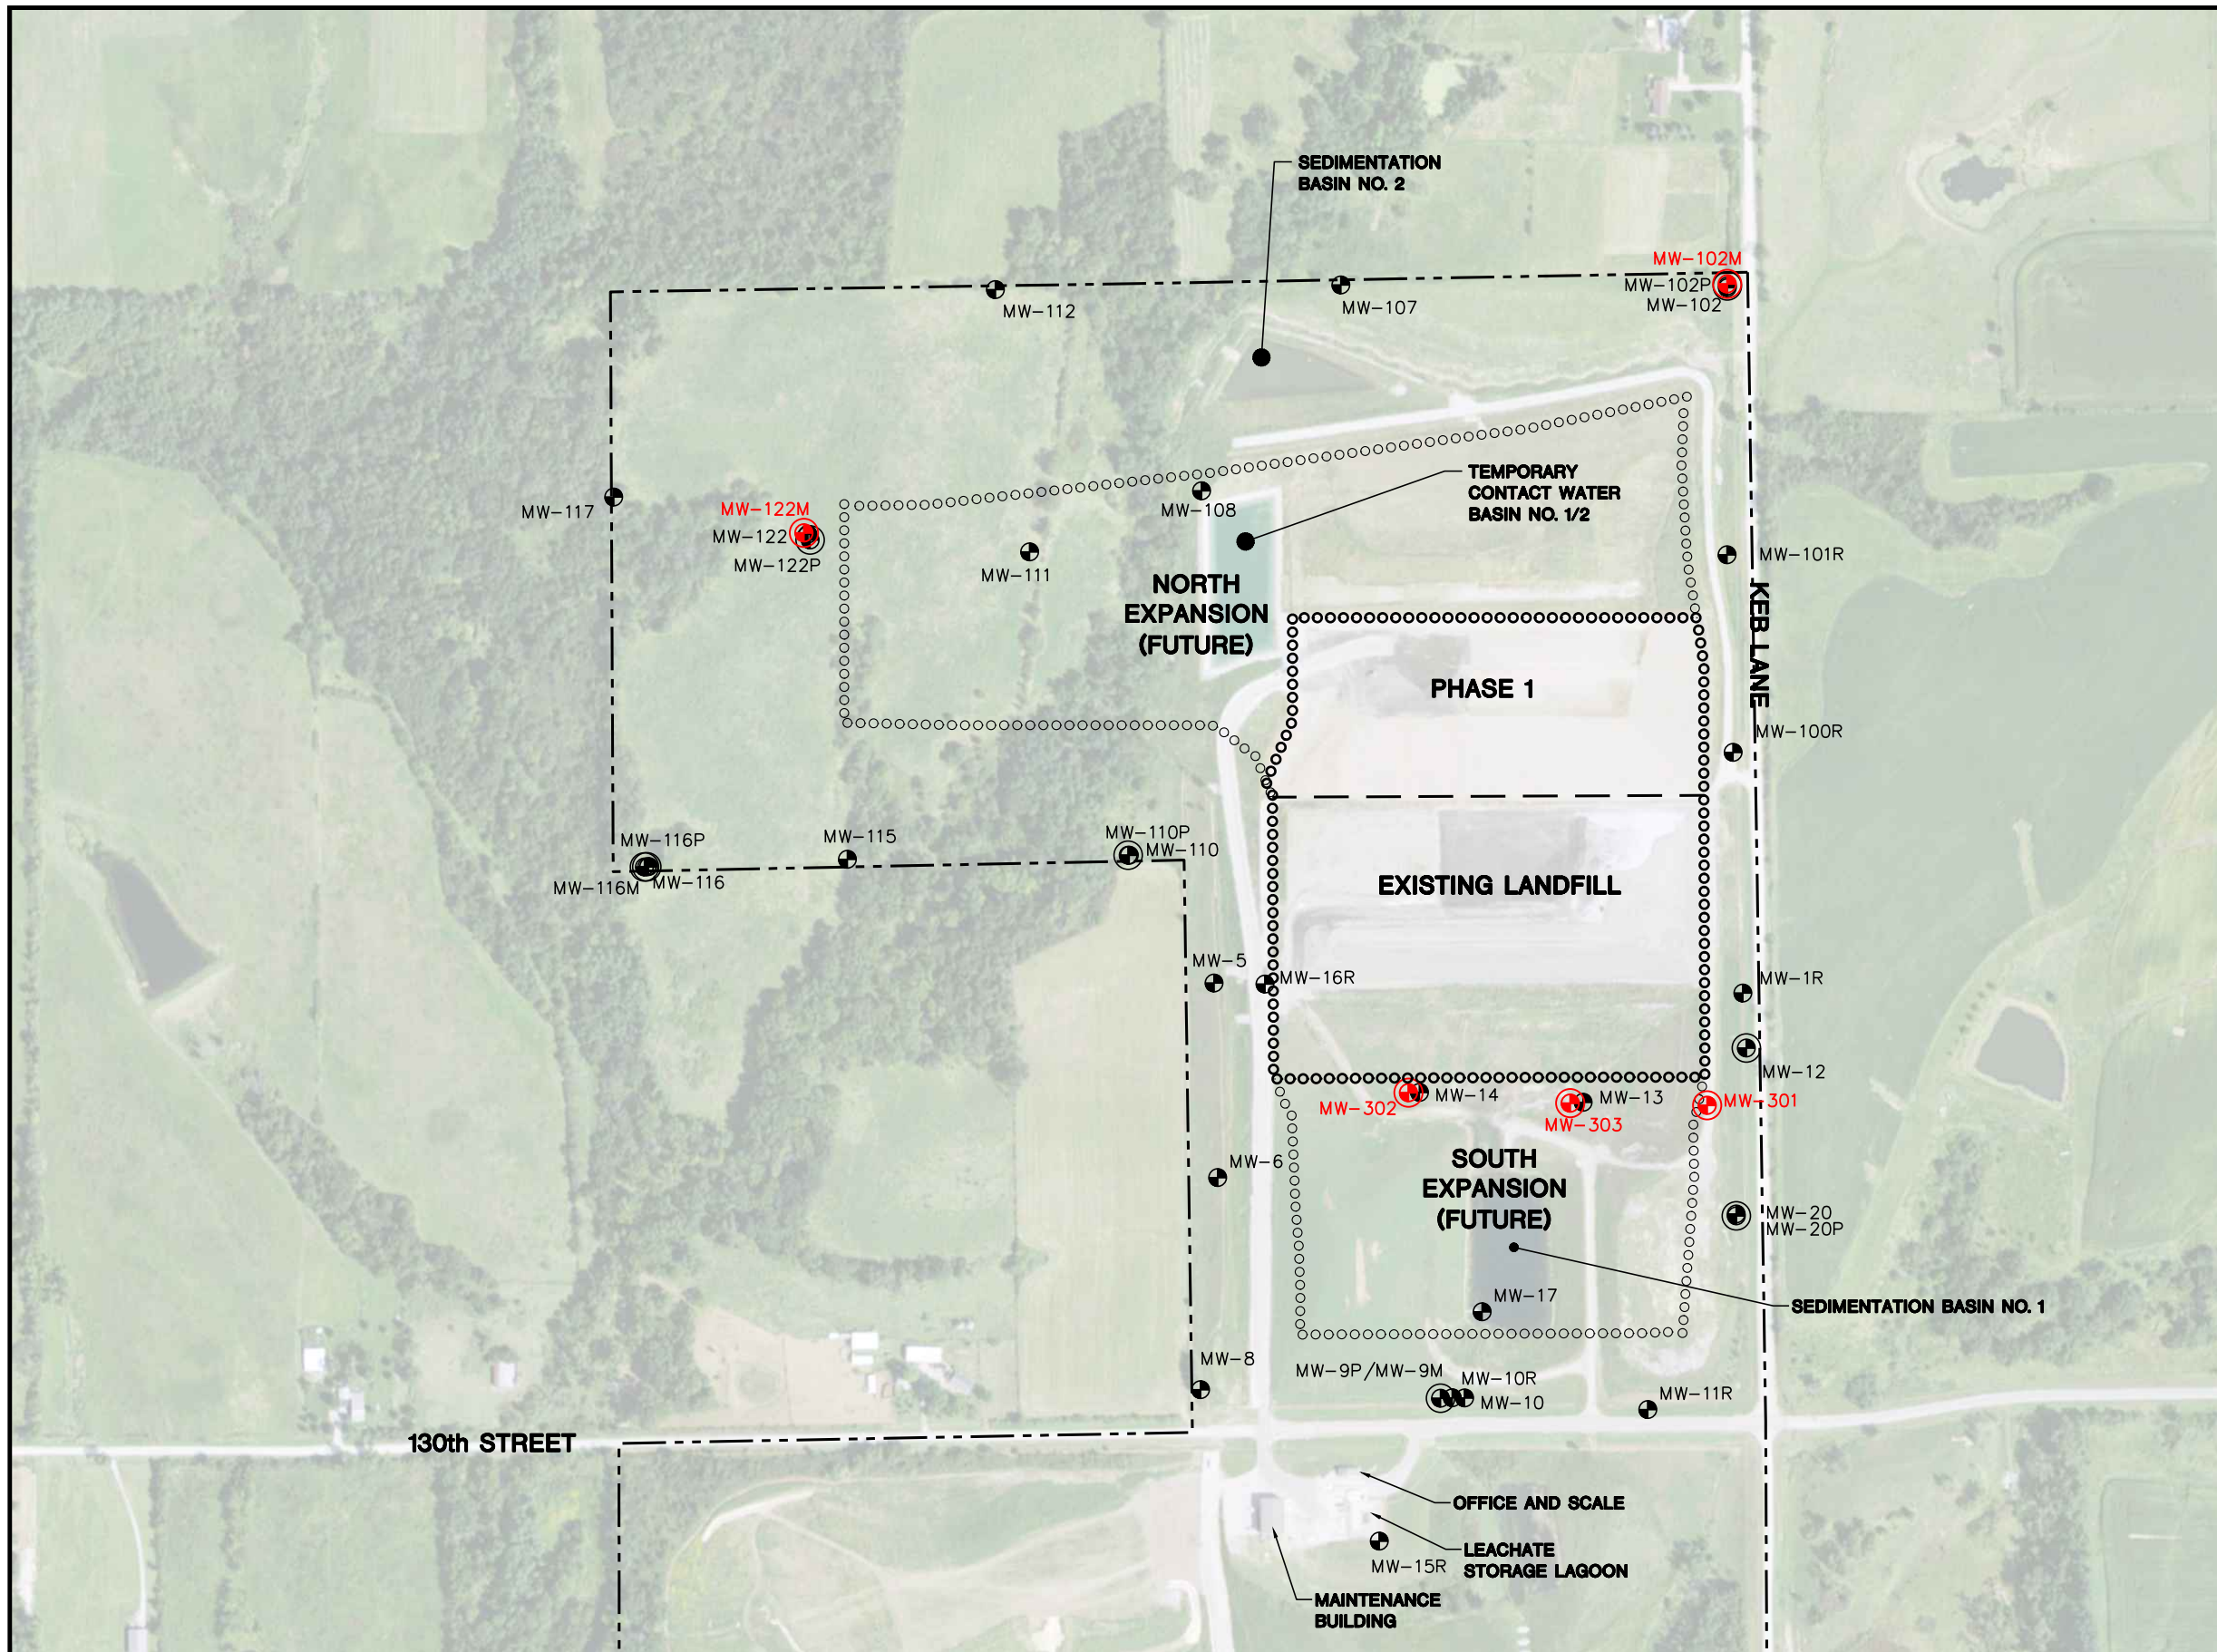 SEDIMENTATION
BASIN NO. 2
MW-102M
MW-102P
MW-102
MW-112
MW-107
TEMPORARY
CONTACT WATER
BASIN NO. 1/2
MW-117
MW-122M
MW-122
MW-122P
MW-108
MW-111
MW-101R
NORTH
EXPANSION
(FUTURE)
KEB LANE
PHASE 1
MW-100R
MW-116P
MW-115
MW-110P
MW-110
MW-116M
MW-116
EXISTING LANDFILL
MW-5
MW-16R
MW-1R
MW-12
MW-302
MW-14
MW-13
MW-301
MW-303
MW-6
SOUTH
EXPANSION
(FUTURE)
MW-20
MW-20P
MW-17
SEDIMENTATION BASIN NO. 1
MW-8
MW-9P/MW-9M
MW-10R
MW-10
MW-11R
130th STREET
OFFICE AND SCALE
LEACHATE
STORAGE LAGOON
MW-15R
MAINTENANCE
BUILDING